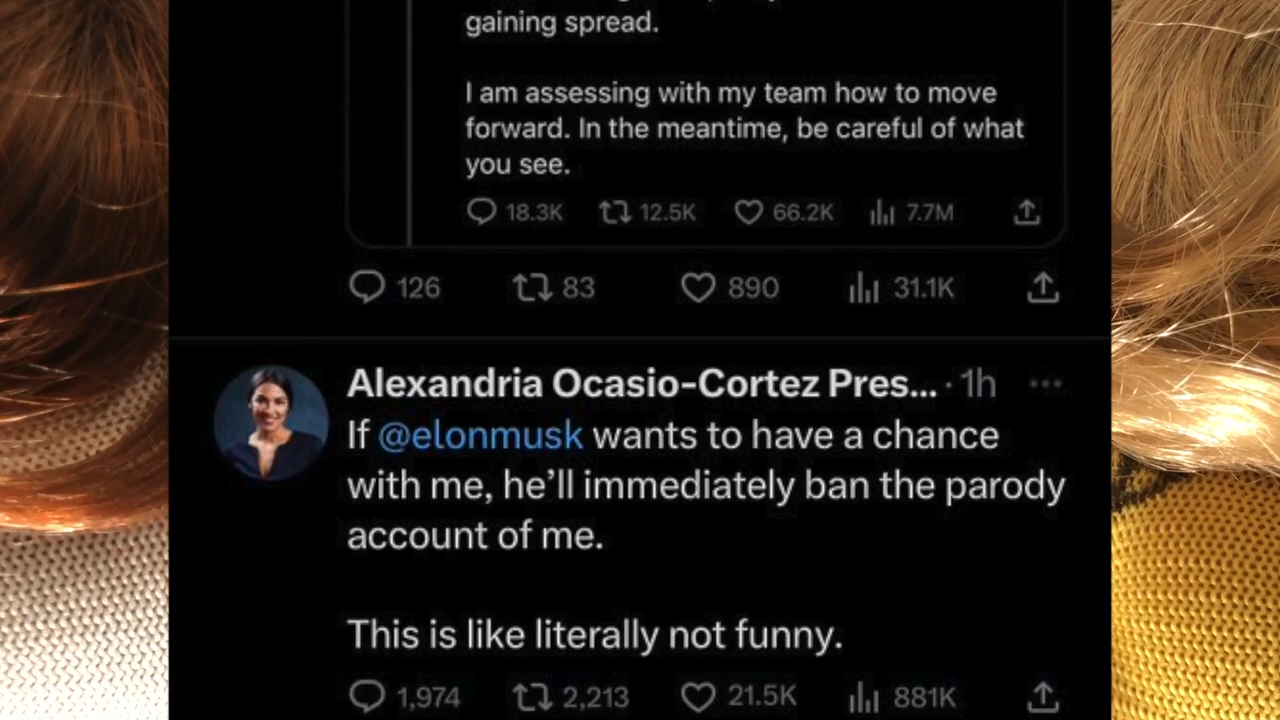 gaining spread.
I am assessing with my team how to move
forward. In the meantime, be careful of what
you see.
18.3K 12.5K 66.2K 7.7M
126 83 890 31.1K
Alexandria Ocasio-Cortez Pres... · 1h
If @elonmusk wants to have a chance
with me, he’ll immediately ban the parody
account of me.
This is like literally not funny.
1,974 2,213 21.5K 881K